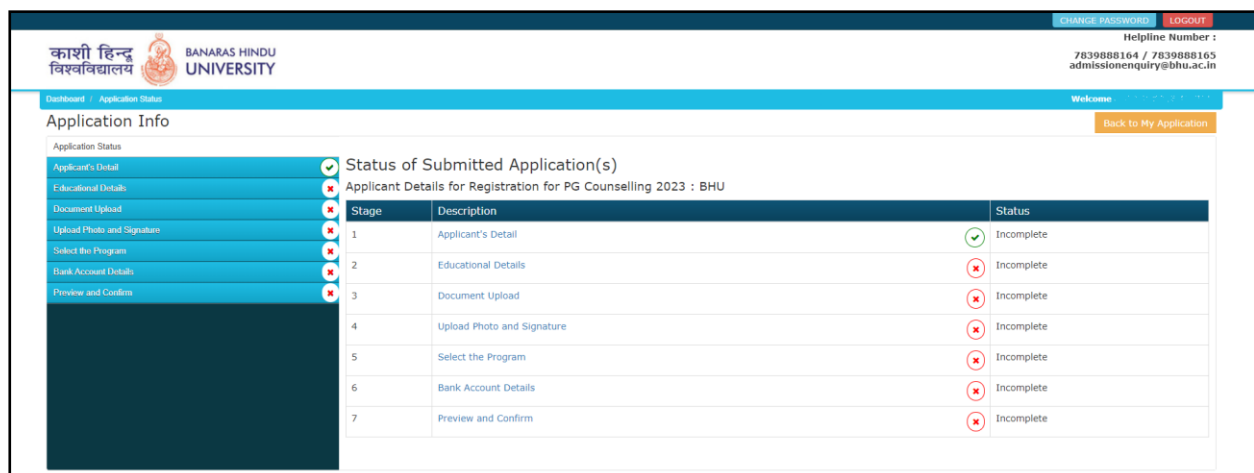 CHANGE PASSWORD LOGOUT
काशी हिन्दू
विश्वविद्यालय
BANARAS HINDU
UNIVERSITY
Helpline Number :
7839888164 / 7839888165
admissionenquiry@bhu.ac.in
Dashboard / Application Status Welcome
Application Info
Back to My Application
Application Status
Applicant's Detail
Educational Details
Document Upload
Upload Photo and Signature
Select the Program
Bank Account Details
Preview and Confirm
Status of Submitted Application(s)
Applicant Details for Registration for PG Counselling 2023 : BHU
Stage Description Status
1 Applicant's Detail Incomplete
2 Educational Details Incomplete
3 Document Upload Incomplete
4 Upload Photo and Signature Incomplete
5 Select the Program Incomplete
6 Bank Account Details Incomplete
7 Preview and Confirm Incomplete